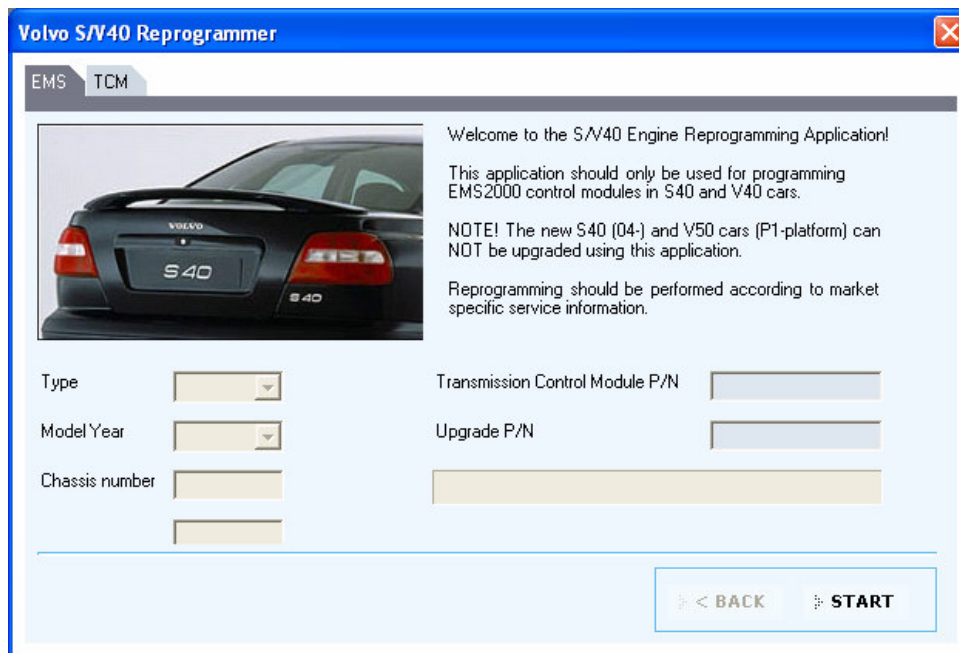 Volvo S/V40 Reprogrammer
EMS TCM
Welcome to the S/V40 Engine Reprogramming Application!
This application should only be used for programming
EMS2000 control modules in S40 and V40 cars.
NOTE! The new S40 (04-) and V50 cars (P1-platform) can
NOT be upgraded using this application.
Reprogramming should be performed according to market
specific service information.
VOLVO
S40
S40
Type
Transmission Control Module P/N
Model Year
Upgrade P/N
Chassis number
< BACK
START